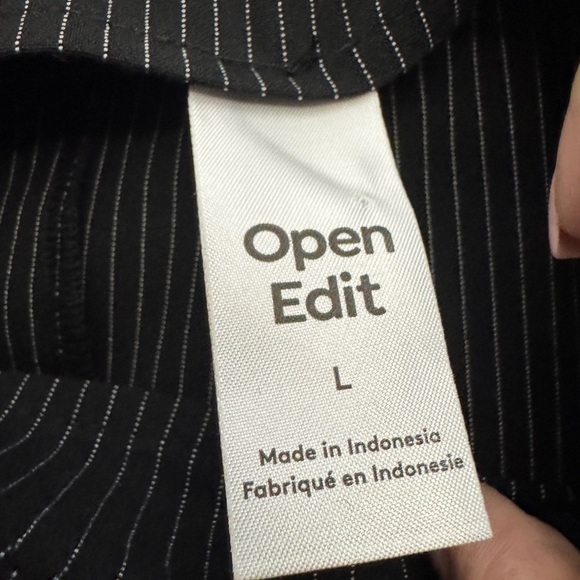 Open
Edit
L
Made in Indonesia
Fabriqué en Indonesie